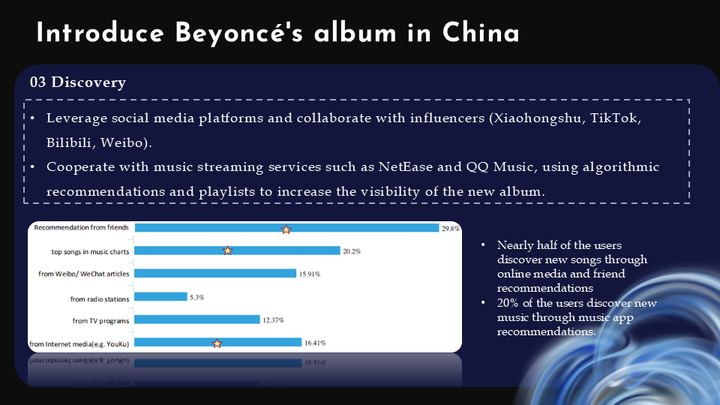 Introduce Beyoncé's album in China
03 Discovery
• Leverage social media platforms and collaborate with influencers (Xiaohongshu, TikTok,
Bilibili, Weibo).
• Cooperate with music streaming services such as NetEase and QQ Music, using algorithmic
recommendations and playlists to increase the visibility of the new album.
Recommendation from friends 29.8%
top songs in music charts 20.2%
from Weibo/WeChat articles 15.91%
from radio stations 5.3%
from TV programs 12.37%
from Internet media(e.g. YouKu) 16.41%
• Nearly half of the users
discover new songs through
online media and friend
recommendations
• 20% of the users discover new
music through music app
recommendations.